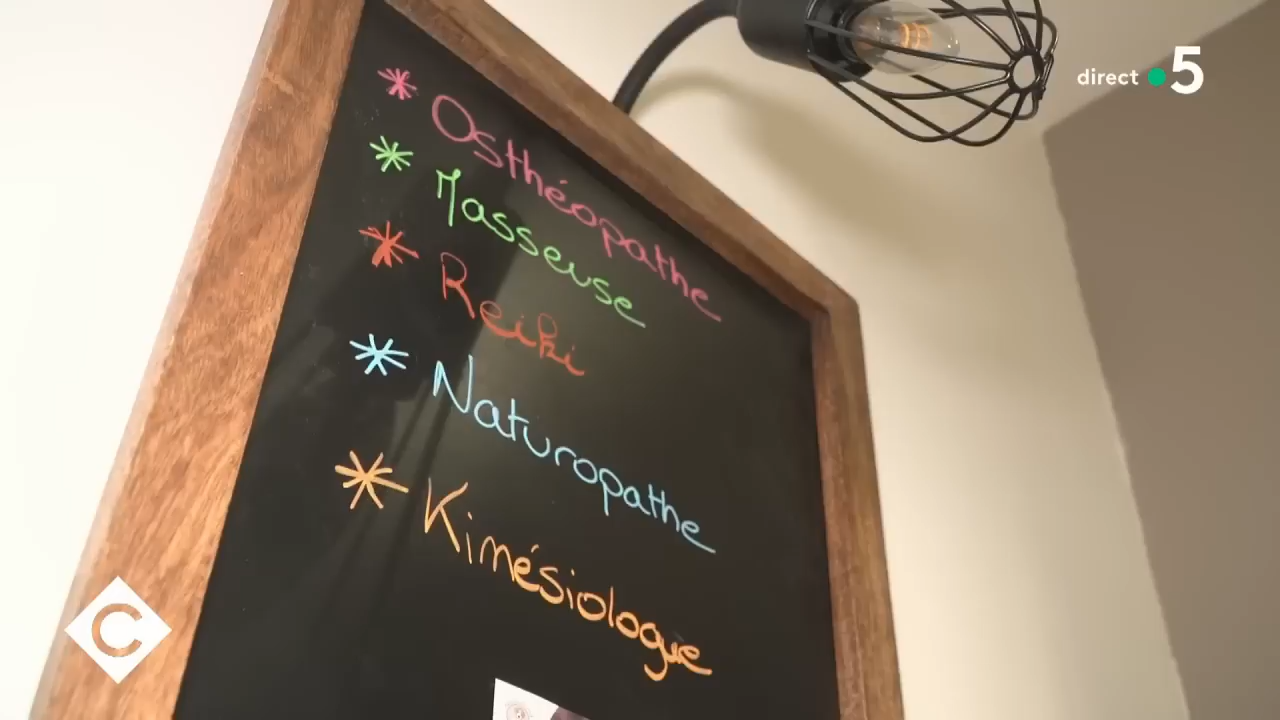 direct 5
* Osthéopathe
* Masseuse
* Reiki
* Naturopathe
* Kinésiologue
C